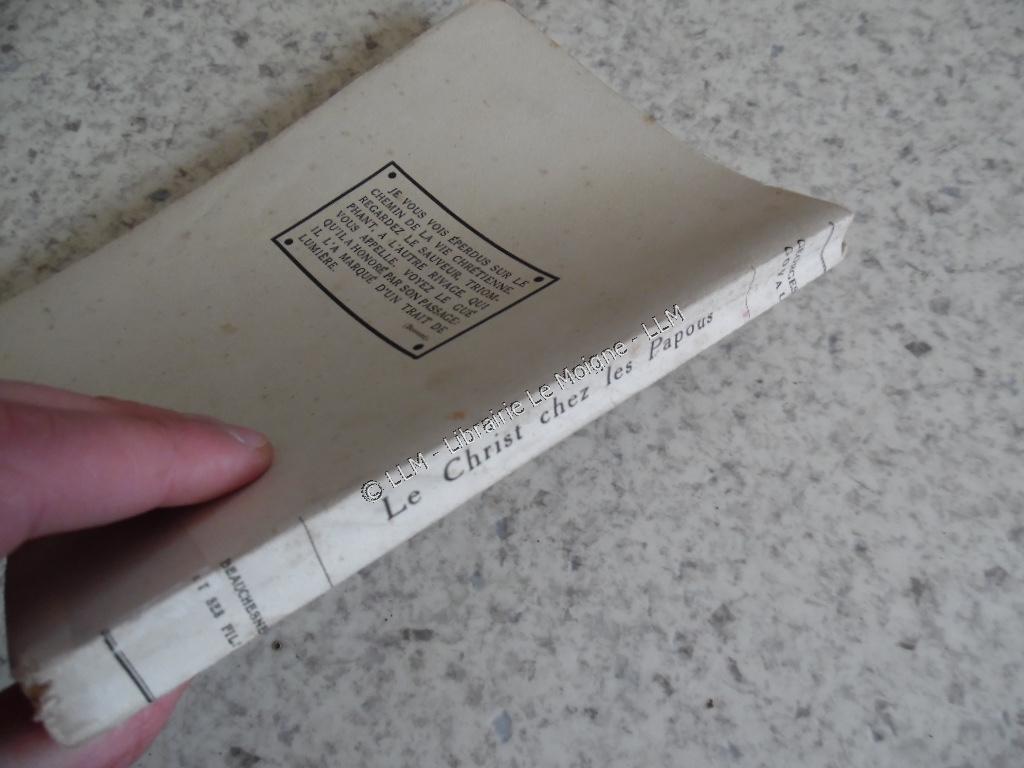 JE VOUS VOIS ÉPERDUS SUR LE
CHEMIN DE LA VIE CHRÉTIENNE
REGARDEZ LE SAUVEUR TRIOM-
PHANT, A L'AUTRE RIVAGE, QUI
VOUS APPELLE, VOYEZ LE GUÉ
QU'IL A HONORÉ PAR SON PASSAGE:
IL L'A MARQUÉ D'UN TRAIT DE
LUMIÈRE.
(Bossuet).
Le Christ chez les Papous
BEAUCHESNE
ET SES FILS
© LLM - Librairie Le Moigne - LLM